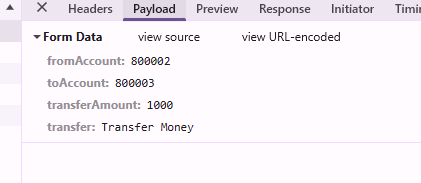 Headers Payload Preview Response Initiator
Form Data view source view URL-encoded
fromAccount: 800002
toAccount: 800003
transferAmount: 1000
transfer: Transfer Money